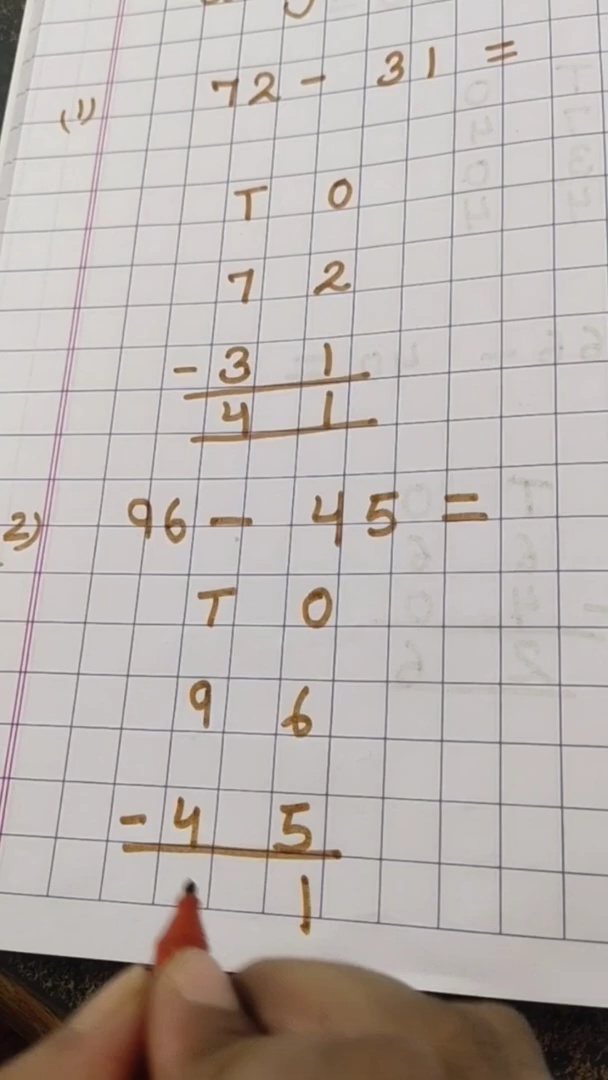 (1) 72 - 31 =
T O
7 2
- 3 1
4 1
2) 96 - 45 =
T O
9 6
- 4 5
1